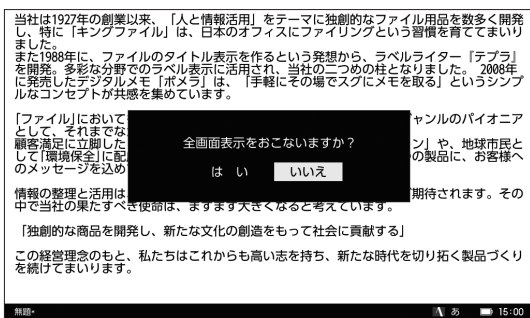 当社は1927年の創業以来、「人と情報活用」をテーマに独創的なファイル用品を数多く開発
し、特に「キングファイル」は、日本のオフィスにファイリングという習慣を育ててまいり
ました。
また1988年に、ファイルのタイトル表示を作るという発想から、ラベルライター『テプラ』
を開発。多彩な分野でのラベル表示に活用され、当社の二つめの柱となりました。 2008年
に発売したデジタルメモ「ポメラ」は、「手軽にその場でスグにメモを取る」というシンプ
ルなコンセプトが共感を集めています。
「ファイル」において
ャンルのパイオニア
として、それまでな
顧客満足に立脚した
ン」や、地球市民と
して「環境保全」に配
の製品に、お客様へ
のメッセージを込め
全画面表示をおこないますか?
はい
いいえ
情報の整理と活用は
期待されます。その
中で当社の果たすべき使命は、ますます大きくなると考えています。
「独創的な商品を開発し、新たな文化の創造をもって社会に貢献する」
この経営理念のもと、私たちはこれからも高い志を持ち、新たな時代を切り拓く製品づくり
を続けてまいります。
無題*
A あ 15:00